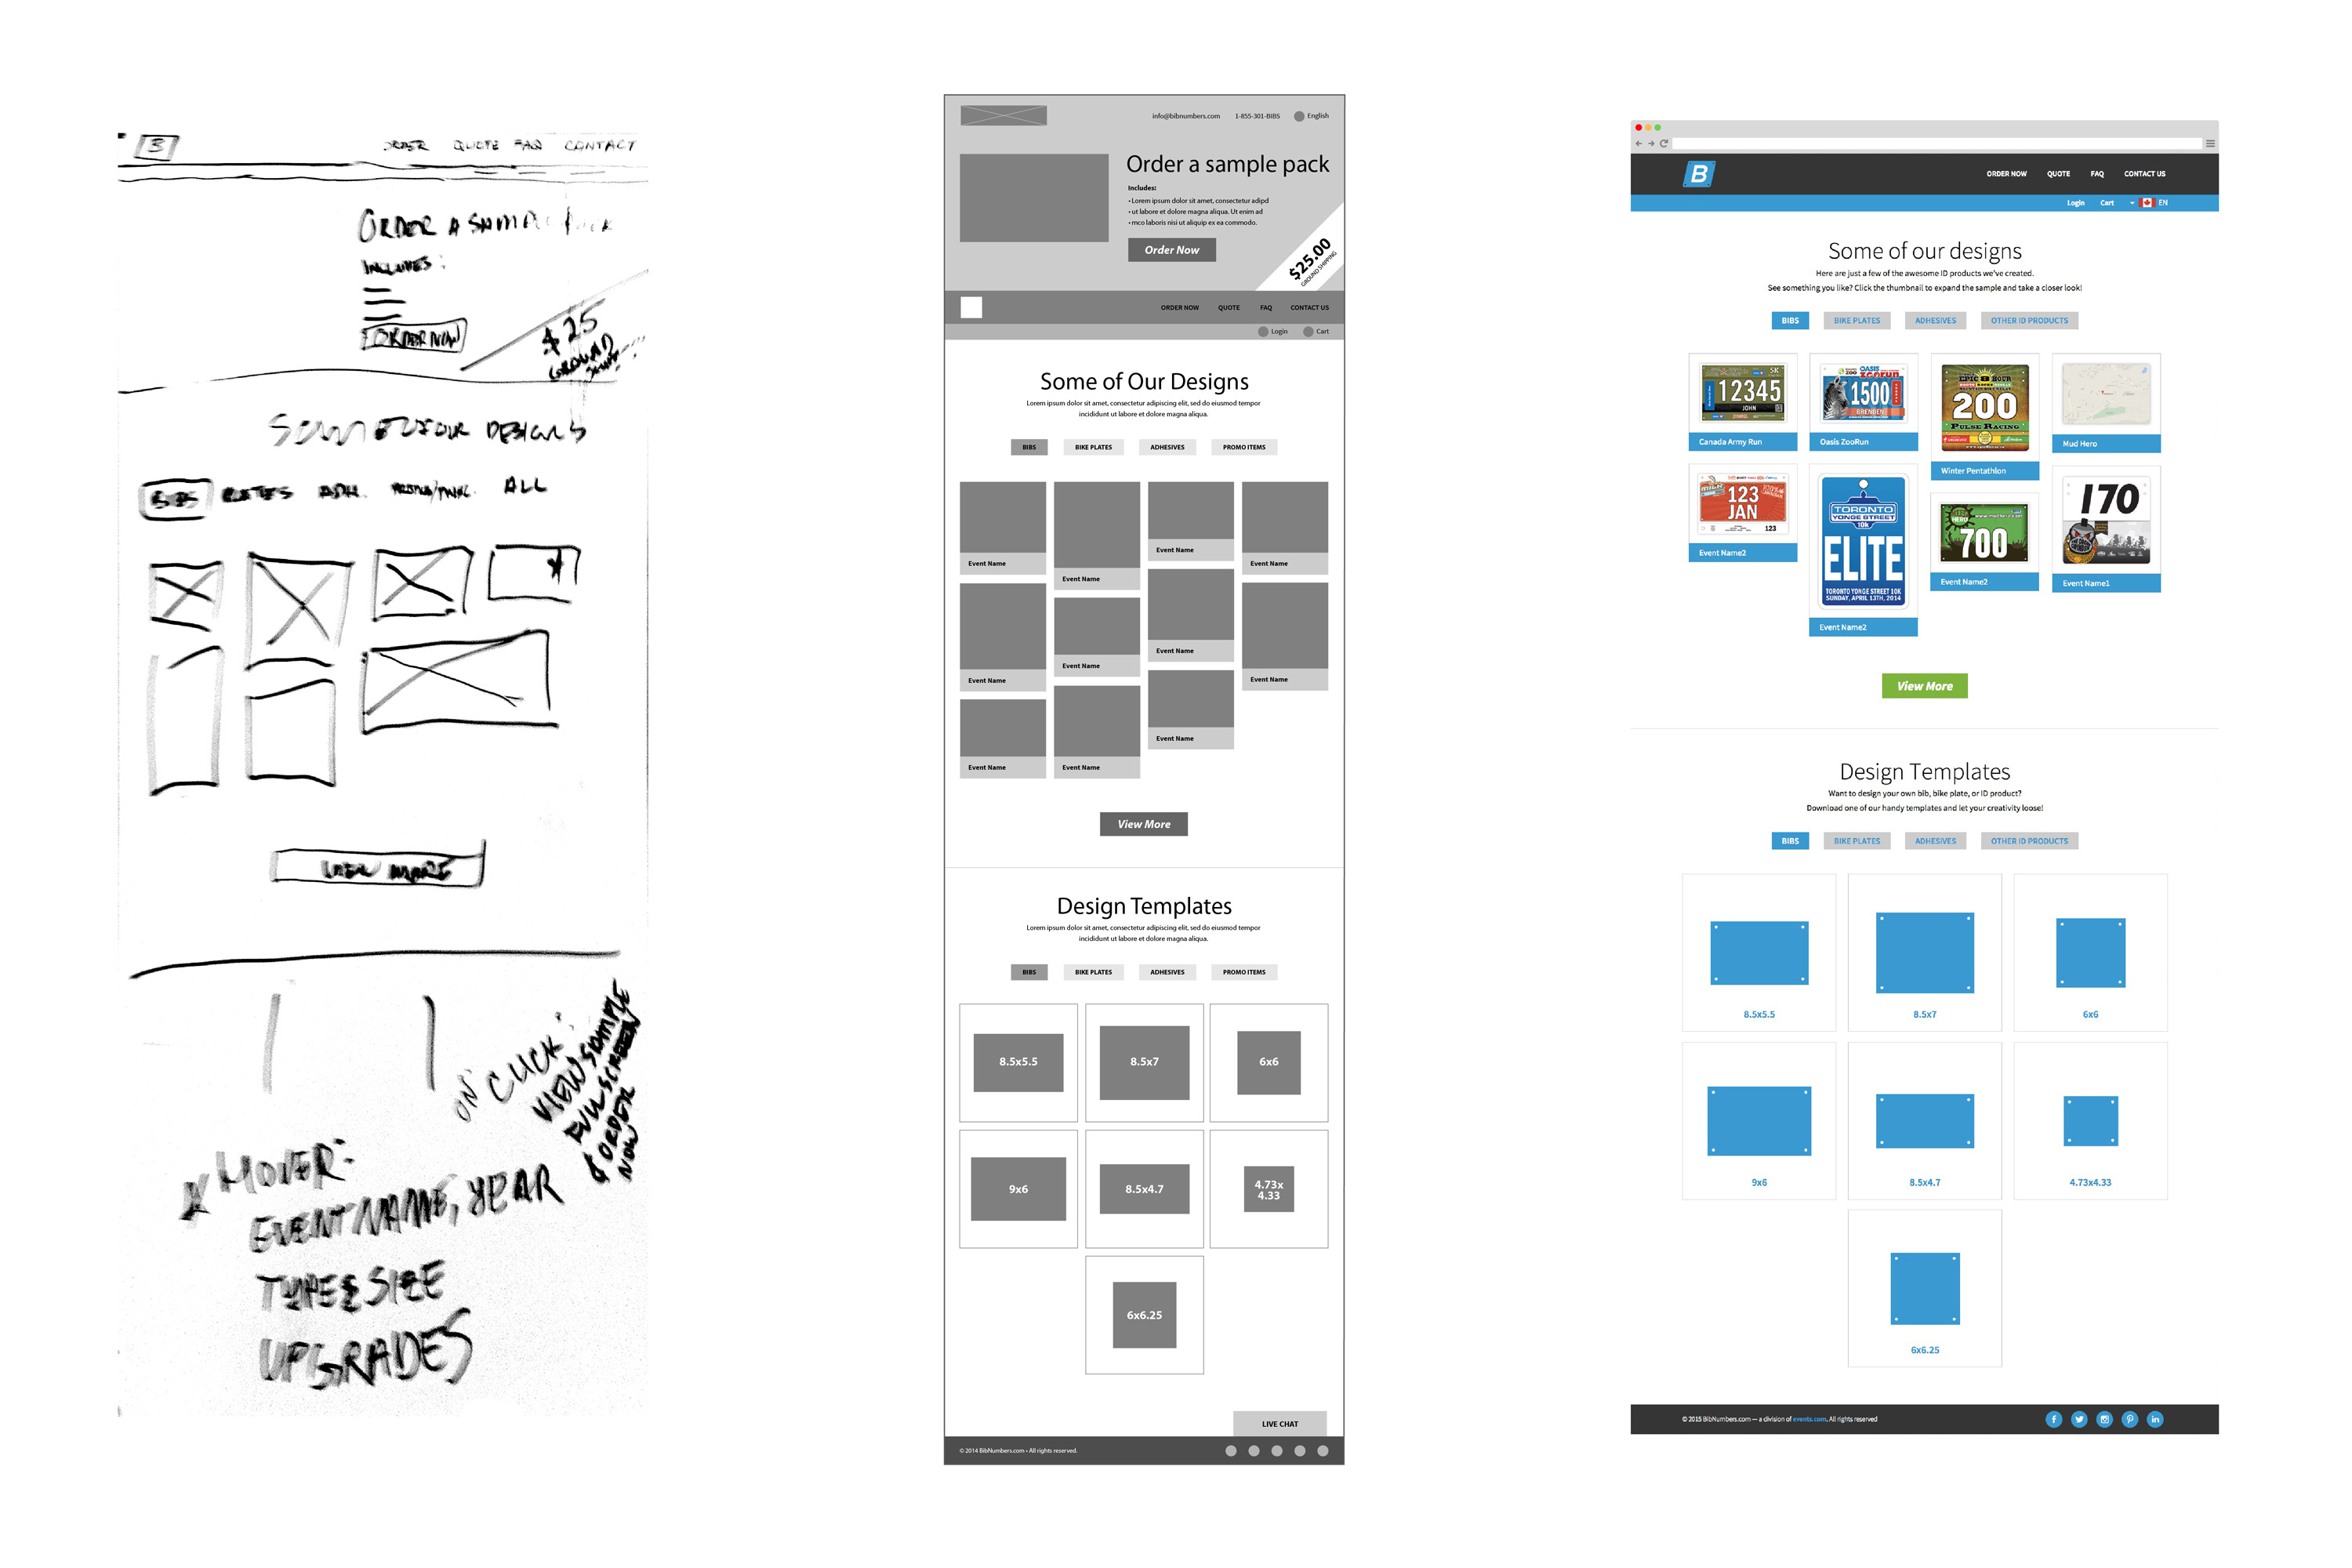 B
ORDER QUOTE FAQ CONTACT
ORDER A SAMPLE PACK
INCLUDES:
ORDER NOW
$25
GROUND
SOME OF OUR DESIGNS
BIBS PLATES ADH. ALL
VIEW MORE
ON CLICK:
VIEW SAMPLE
FULL SCREEN
& ORDER
NOW
HOVER:
EVENT NAME, YEAR
TYPE & SIZE
UPGRADES
info@bibnumbers.com 1-855-301-BIBS English
Order a sample pack
Includes:
• Lorem ipsum dolor sit amet, consectetur adipd
• ut labore et dolore magna aliqua. Ut enim ad
• mco laboris nisi ut aliquip ex ea commodo.
Order Now
$25.00
GROUND SHIPPING
ORDER NOW QUOTE FAQ CONTACT US
Login Cart
Some of Our Designs
Lorem ipsum dolor sit amet, consectetur adipiscing elit, sed do eiusmod tempor
incididunt ut labore et dolore magna aliqua.
BIBS BIKE PLATES ADHESIVES PROMO ITEMS
Event Name
Event Name
Event Name
Event Name
Event Name
Event Name
Event Name
Event Name
Event Name
Event Name
Event Name
View More
Design Templates
Lorem ipsum dolor sit amet, consectetur adipiscing elit, sed do eiusmod tempor
incididunt ut labore et dolore magna aliqua.
BIBS BIKE PLATES ADHESIVES PROMO ITEMS
8.5x5.5 8.5x7 6x6
9x6 8.5x4.7 4.73x
4.33
6x6.25
LIVE CHAT
© 2014 BibNumbers.com • All rights reserved.
B
ORDER NOW QUOTE FAQ CONTACT US
Login Cart EN
Some of our designs
Here are just a few of the awesome ID products we've created.
See something you like? Click the thumbnail to expand the sample and take a closer look!
BIBS BIKE PLATES ADHESIVES OTHER ID PRODUCTS
5K
12345
JOHN
Canada Army Run
OASIS
ZOORUN
1500
BRENDEN
Oasis ZooRun
EPIC 8 HOUR
200
PULSE RACING
Winter Pentathlon
Mud Hero
123
JAN
123
Event Name2
TORONTO
YONGE STREET
10k
ELITE
TORONTO YONGE STREET 10K
SUNDAY, APRIL 13TH, 2014
Event Name2
700
Event Name2
170
Event Name1
View More
Design Templates
Want to design your own bib, bike plate, or ID product?
Download one of our handy templates and let your creativity loose!
BIBS BIKE PLATES ADHESIVES OTHER ID PRODUCTS
8.5x5.5 8.5x7 6x6
9x6 8.5x4.7 4.73x4.33
6x6.25
© 2015 BibNumbers.com — a division of events.com. All rights reserved